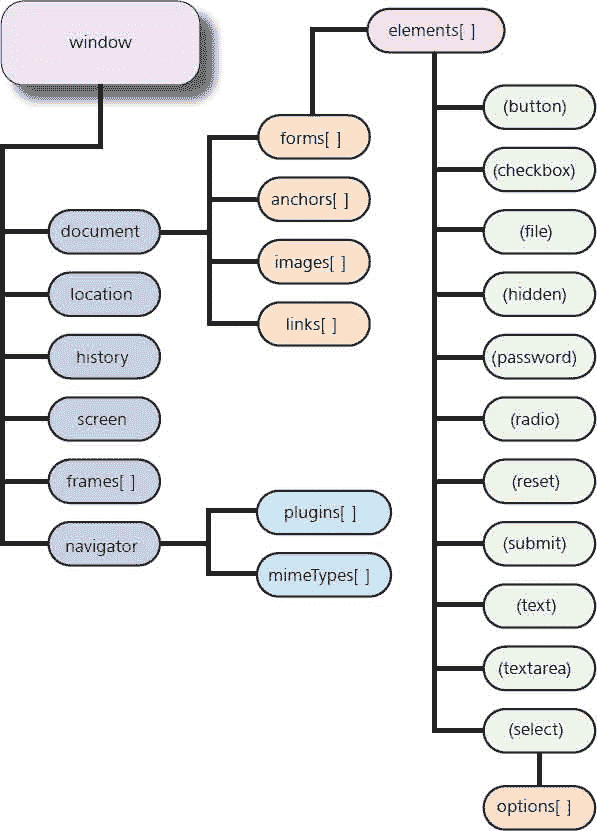 window
elements[ ]
(button)
forms[ ]
(checkbox)
anchors[ ]
document
(file)
images[ ]
location
(hidden)
links[ ]
history
(password)
screen
(radio)
frames[ ]
(reset)
plugins[ ]
navigator
(submit)
mimeTypes[ ]
(text)
(textarea)
(select)
options[ ]